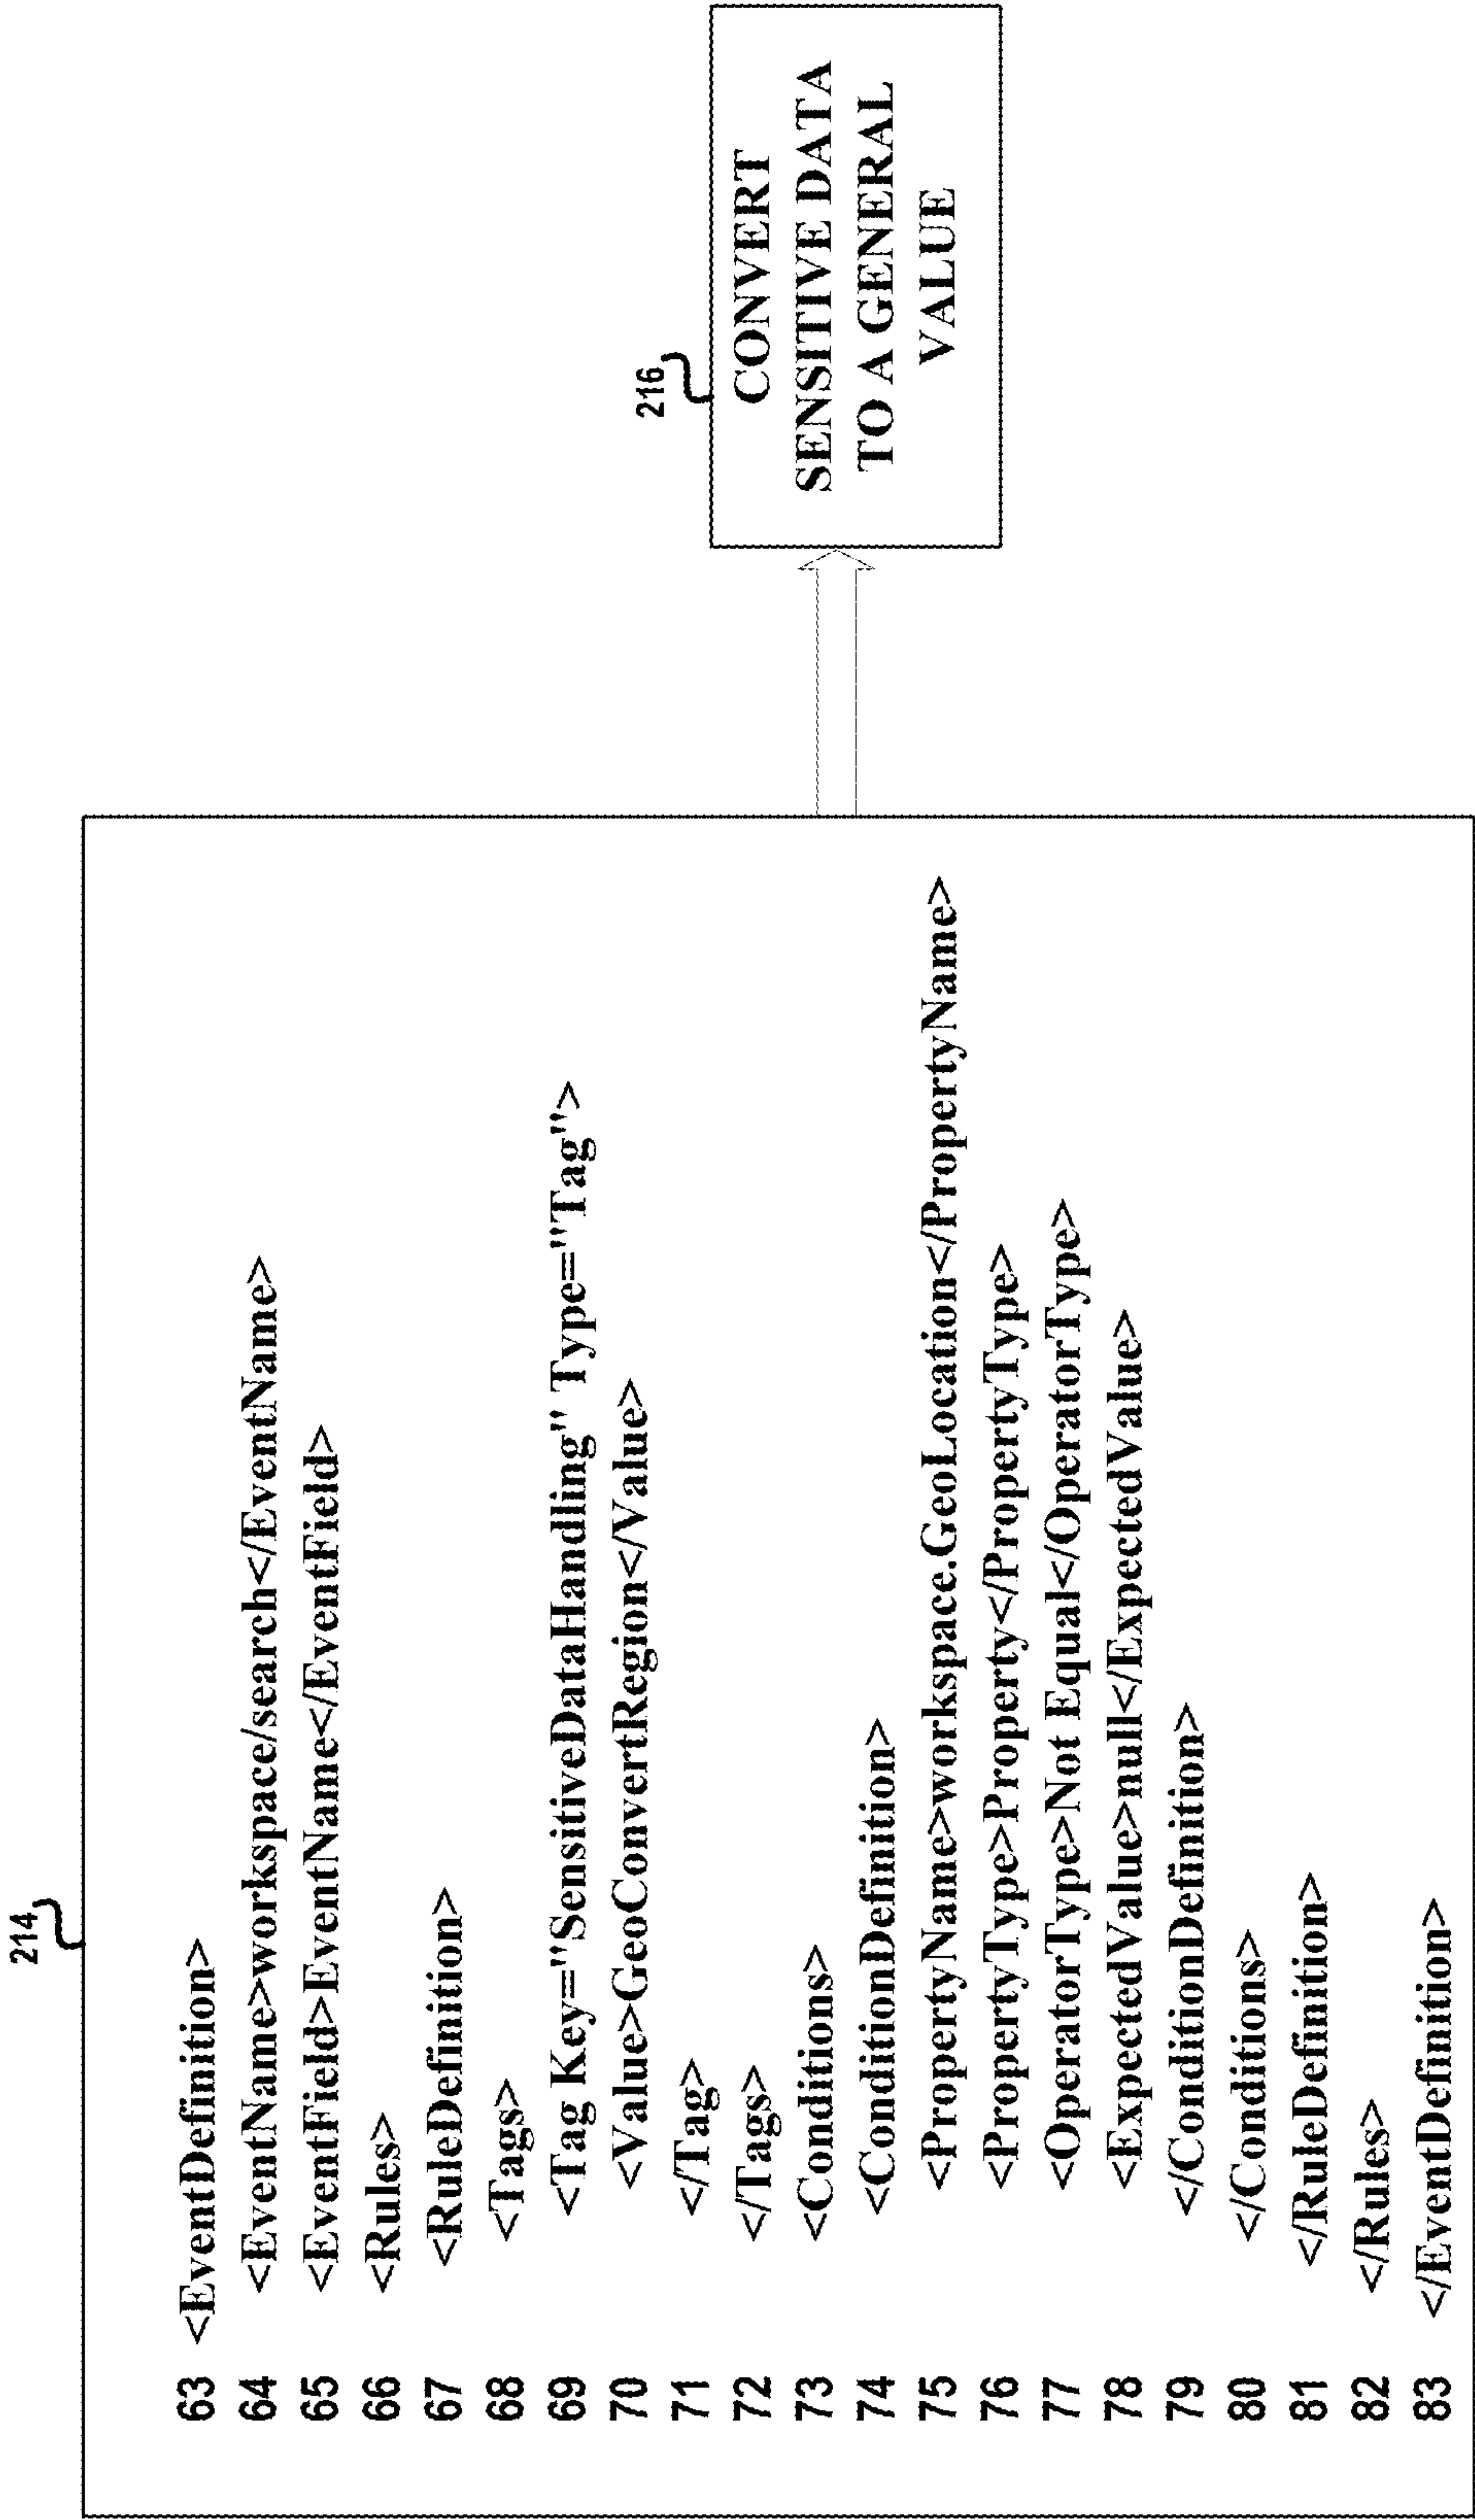 214
63 <EventDefinition>
64 <EventName>workspace/search</EventName>
65 <EventField>EventName</EventField>
66 <Rules>
67 <RuleDefinition>
68 <Tags>
69 <Tag Key="SensitiveDataHandling" Type="Tag">
70 <Value>GeoConvertRegion</Value>
71 </Tag>
72 </Tags>
73 <Conditions>
74 <ConditionDefinition>
75 <PropertyName>workspace.GeoLocation</PropertyName>
76 <PropertyType>Property</PropertyType>
77 <OperatorType>Not Equal</OperatorType>
78 <ExpectedValue>null</ExpectedValue>
79 </ConditionDefinition>
80 </Conditions>
81 </RuleDefinition>
82 </Rules>
83 </EventDefinition>
216
CONVERT
SENSITIVE DATA
TO A GENERAL
VALUE